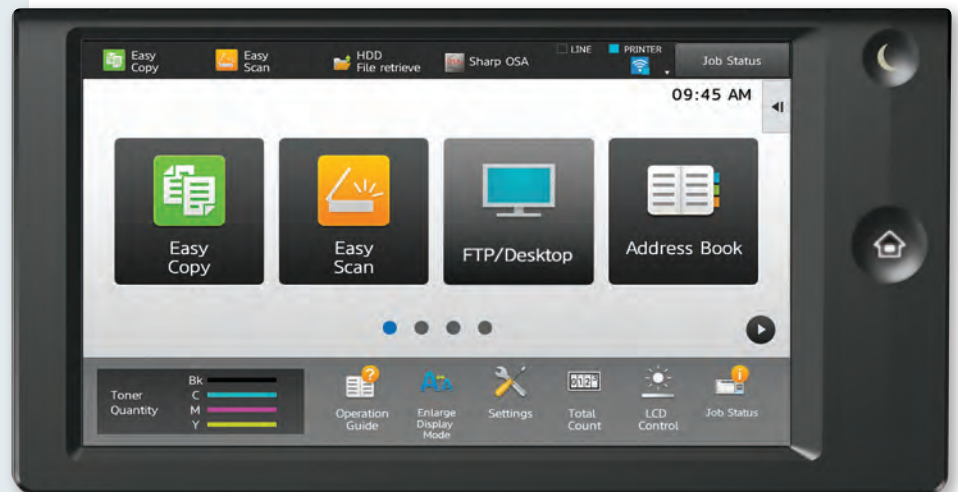 Easy
Copy
Easy
Scan
HDD
File retrieve
Sharp OSA
LINE
PRINTER
Job Status
09:45 AM
Easy
Copy
Easy
Scan
FTP/Desktop
Address Book
Toner
Quantity
Bk
C
M
Y
Operation
Guide
Enlarge
Display
Mode
Settings
Total
Count
LCD
Control
Job Status